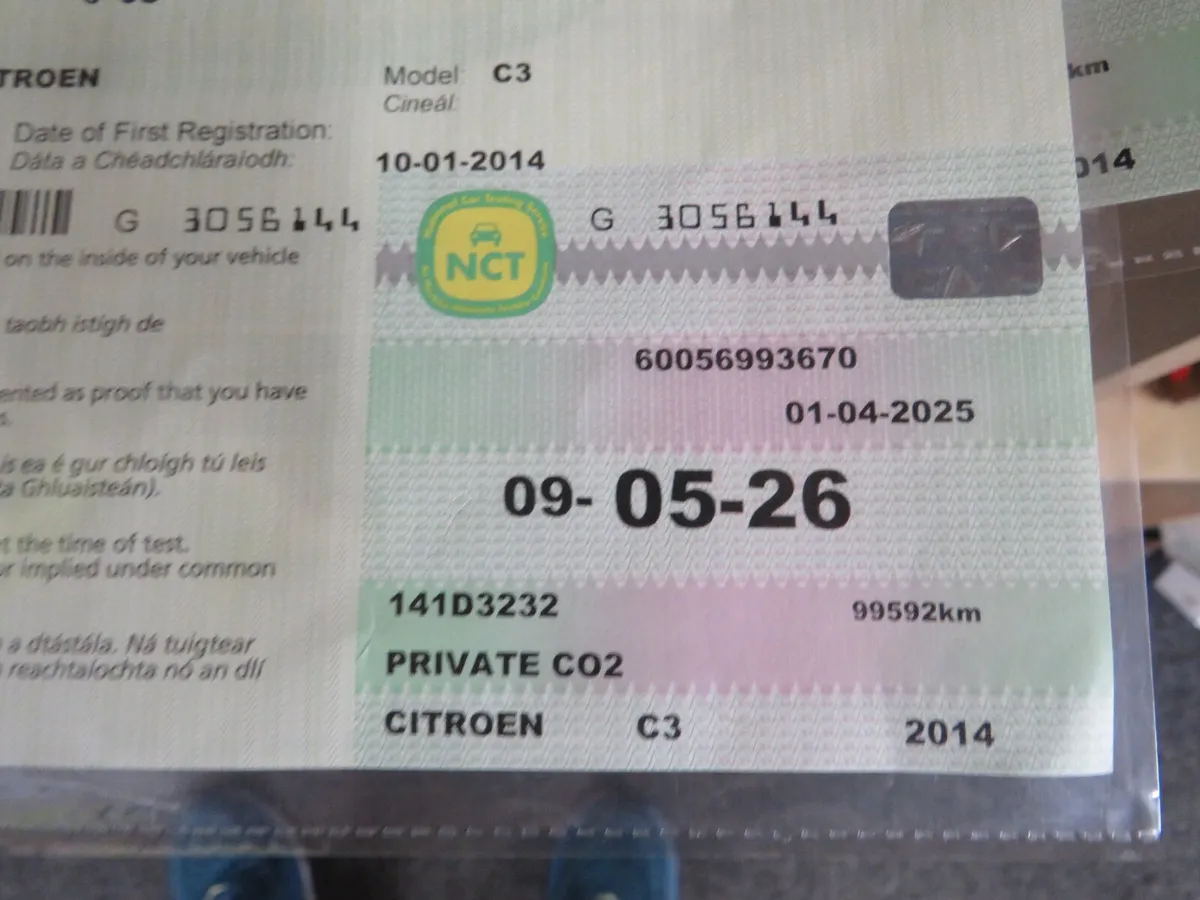 TROEN
Model: C3
Cineál:
km
Date of First Registration:
Dáta a Chéadchláraiodh:
10-01-2014
014
G 3056144
NCT
G 3056144
on the inside of your vehicle
taobh istigh de
60056993670
ented as proof that you have
s.
01-04-2025
is ea é gur chloígh tú leis
a Ghluaisteán).
09-05-26
t the time of test.
or implied under common
141D3232 99592km
a dtástála. Ná tuigtear
reachtaíochta nó an dlí
PRIVATE CO2
CITROEN C3 2014